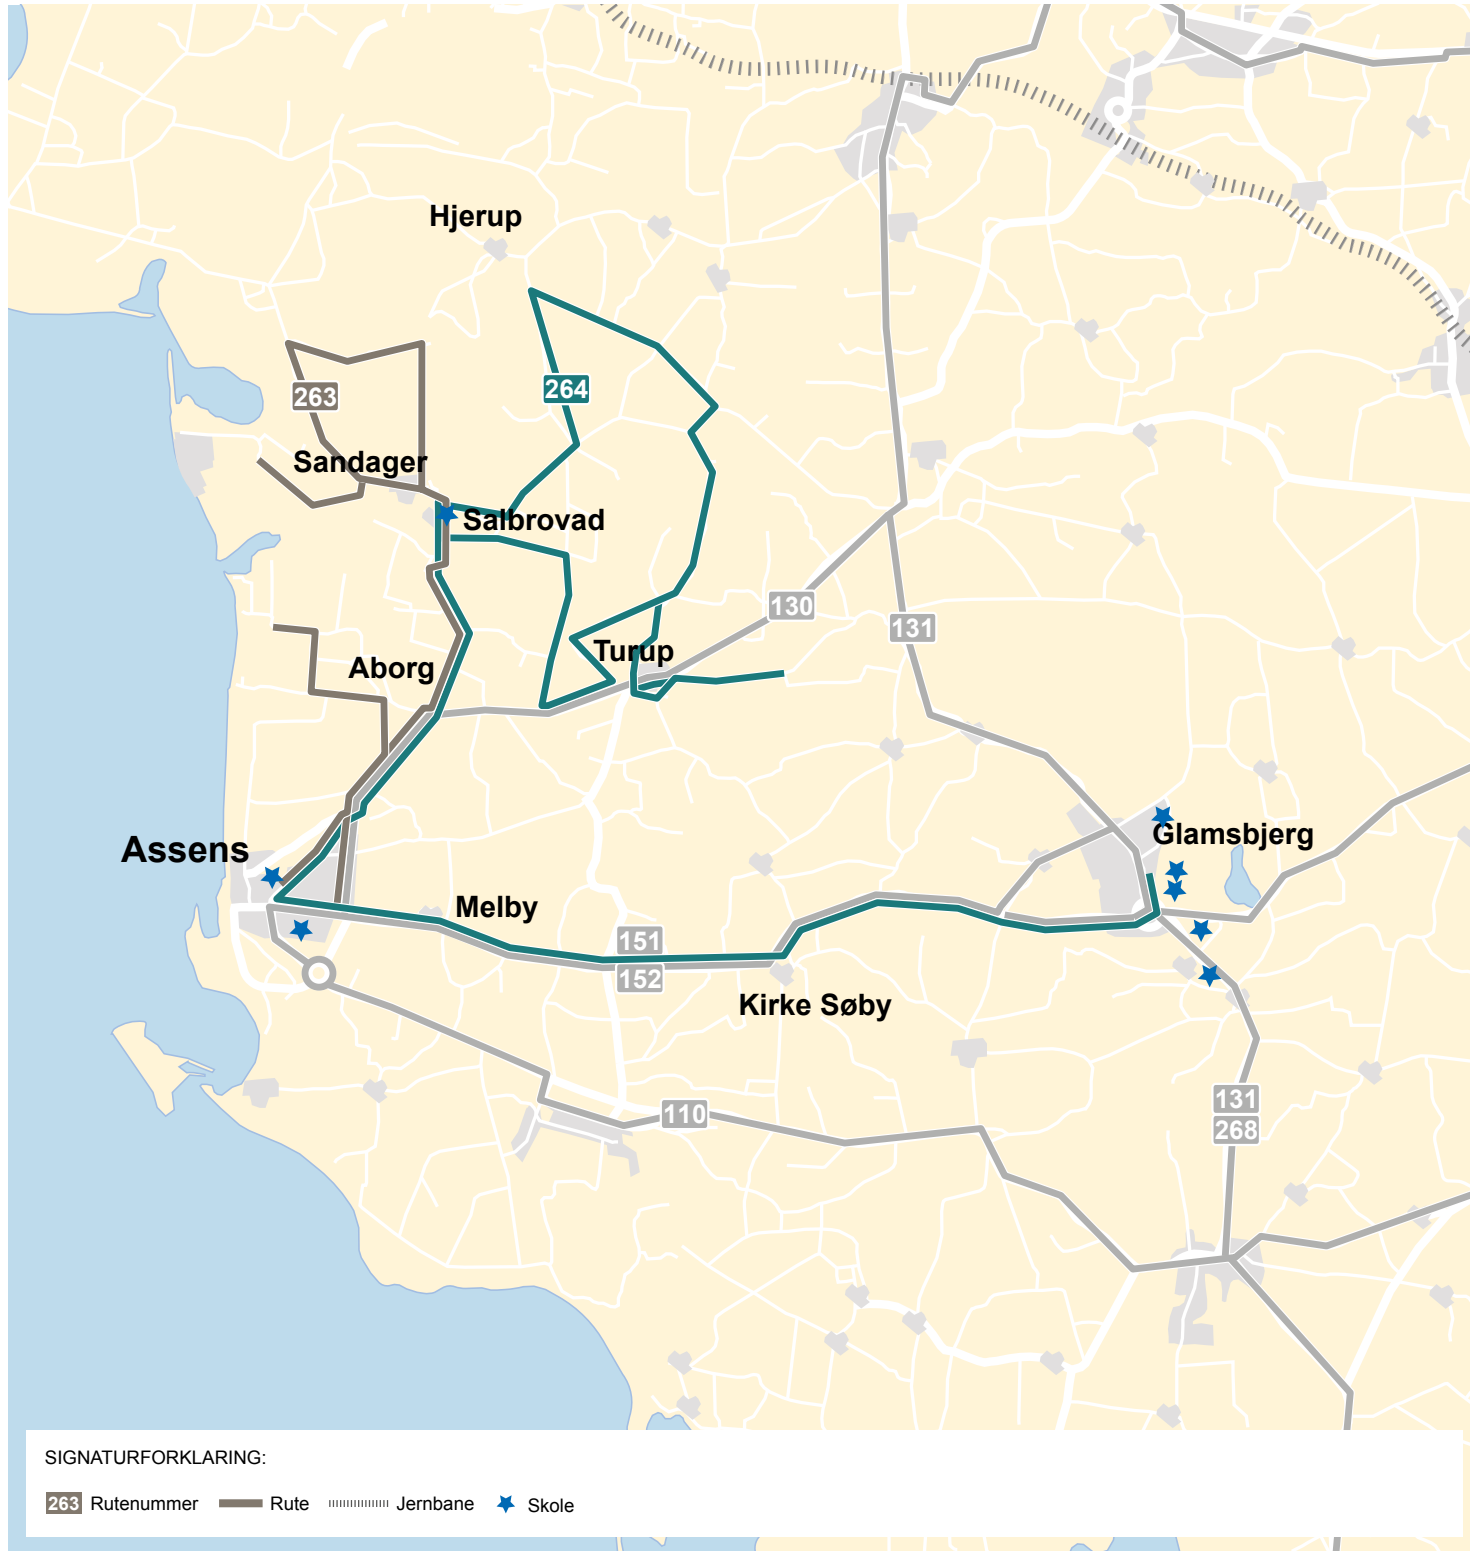 Hjerup
264
263
Sandager
Salbrovad
130
131
Turup
Aborg
Glamsbjerg
Assens
Melby
151
152
Kirke Søby
131
268
110
SIGNATURFORKLARING:
263 Rutenummer Rute Jernbane Skole